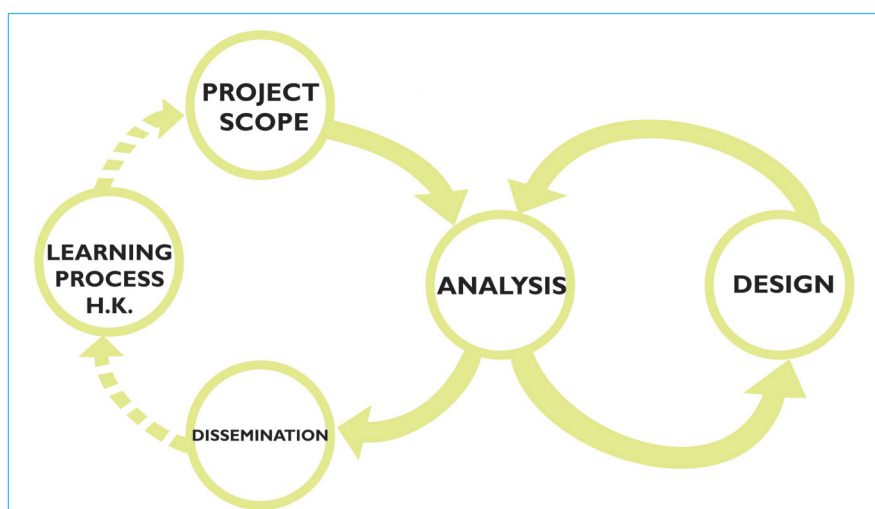 PROJECT
SCOPE
LEARNING
PROCESS
H.K.
ANALYSIS
DESIGN
DISSEMINATION